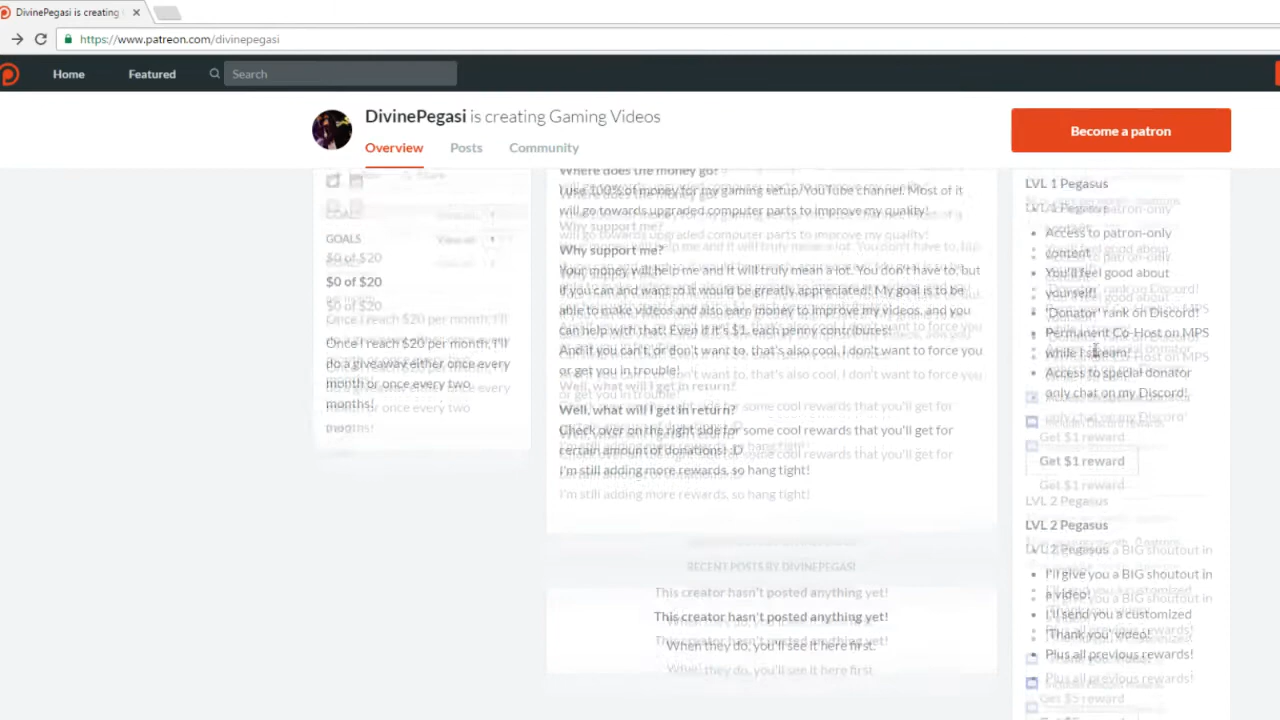 DivinePegasi is creating
https://www.patreon.com/divinepegasi
Home
Featured
Search
DivinePegasi is creating Gaming Videos
Overview
Posts
Community
Become a patron
GOALS
$0 of $20
Once I reach $20 per month, I'll
do a giveaway either once every
month or once every two
months!
Where does the money go?
I use 100% of money for my gaming setup/YouTube channel. Most of it
will go towards upgraded computer parts to improve my quality!
Why support me?
Your money will help me and it will truly mean a lot. You don't have to, but
if you can and want to it would be greatly appreciated! My goal is to be
able to make videos and also earn money to improve my videos, and you
can help with that! Even if it's $1, each penny contributes!
And if you can't, or don't want to, that's also cool, I don't want to force you
or get you in trouble!
Well, what will I get in return?
Check over on the right side for some cool rewards that you'll get for
certain amount of donations! :D
I'm still adding more rewards, so hang tight!
RECENT POSTS BY DIVINEPEGASI
This creator hasn't posted anything yet!
When they do, you'll see it here first.
LVL 1 Pegasus
Access to patron-only
content
You'll feel good about
yourself!
'Donator' rank on Discord!
Permanent Co-Host on MPS
while I stream!
Access to special donator
only chat on my Discord!
Get $1 reward
LVL 2 Pegasus
I'll give you a BIG shoutout in
a video!
I'll send you a customized
'Thank you' video!
Plus all previous rewards!
Get $5 reward